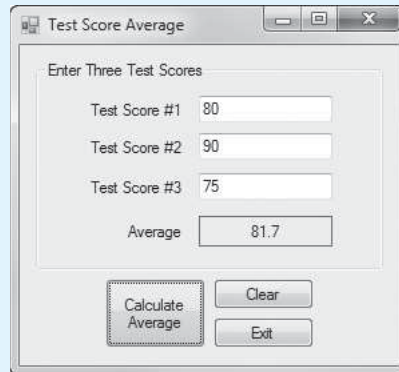 Test Score Average
Enter Three Test Scores
Test Score #1 80
Test Score #2 90
Test Score #3 75
Average 81.7
Calculate
Average
Clear
Exit